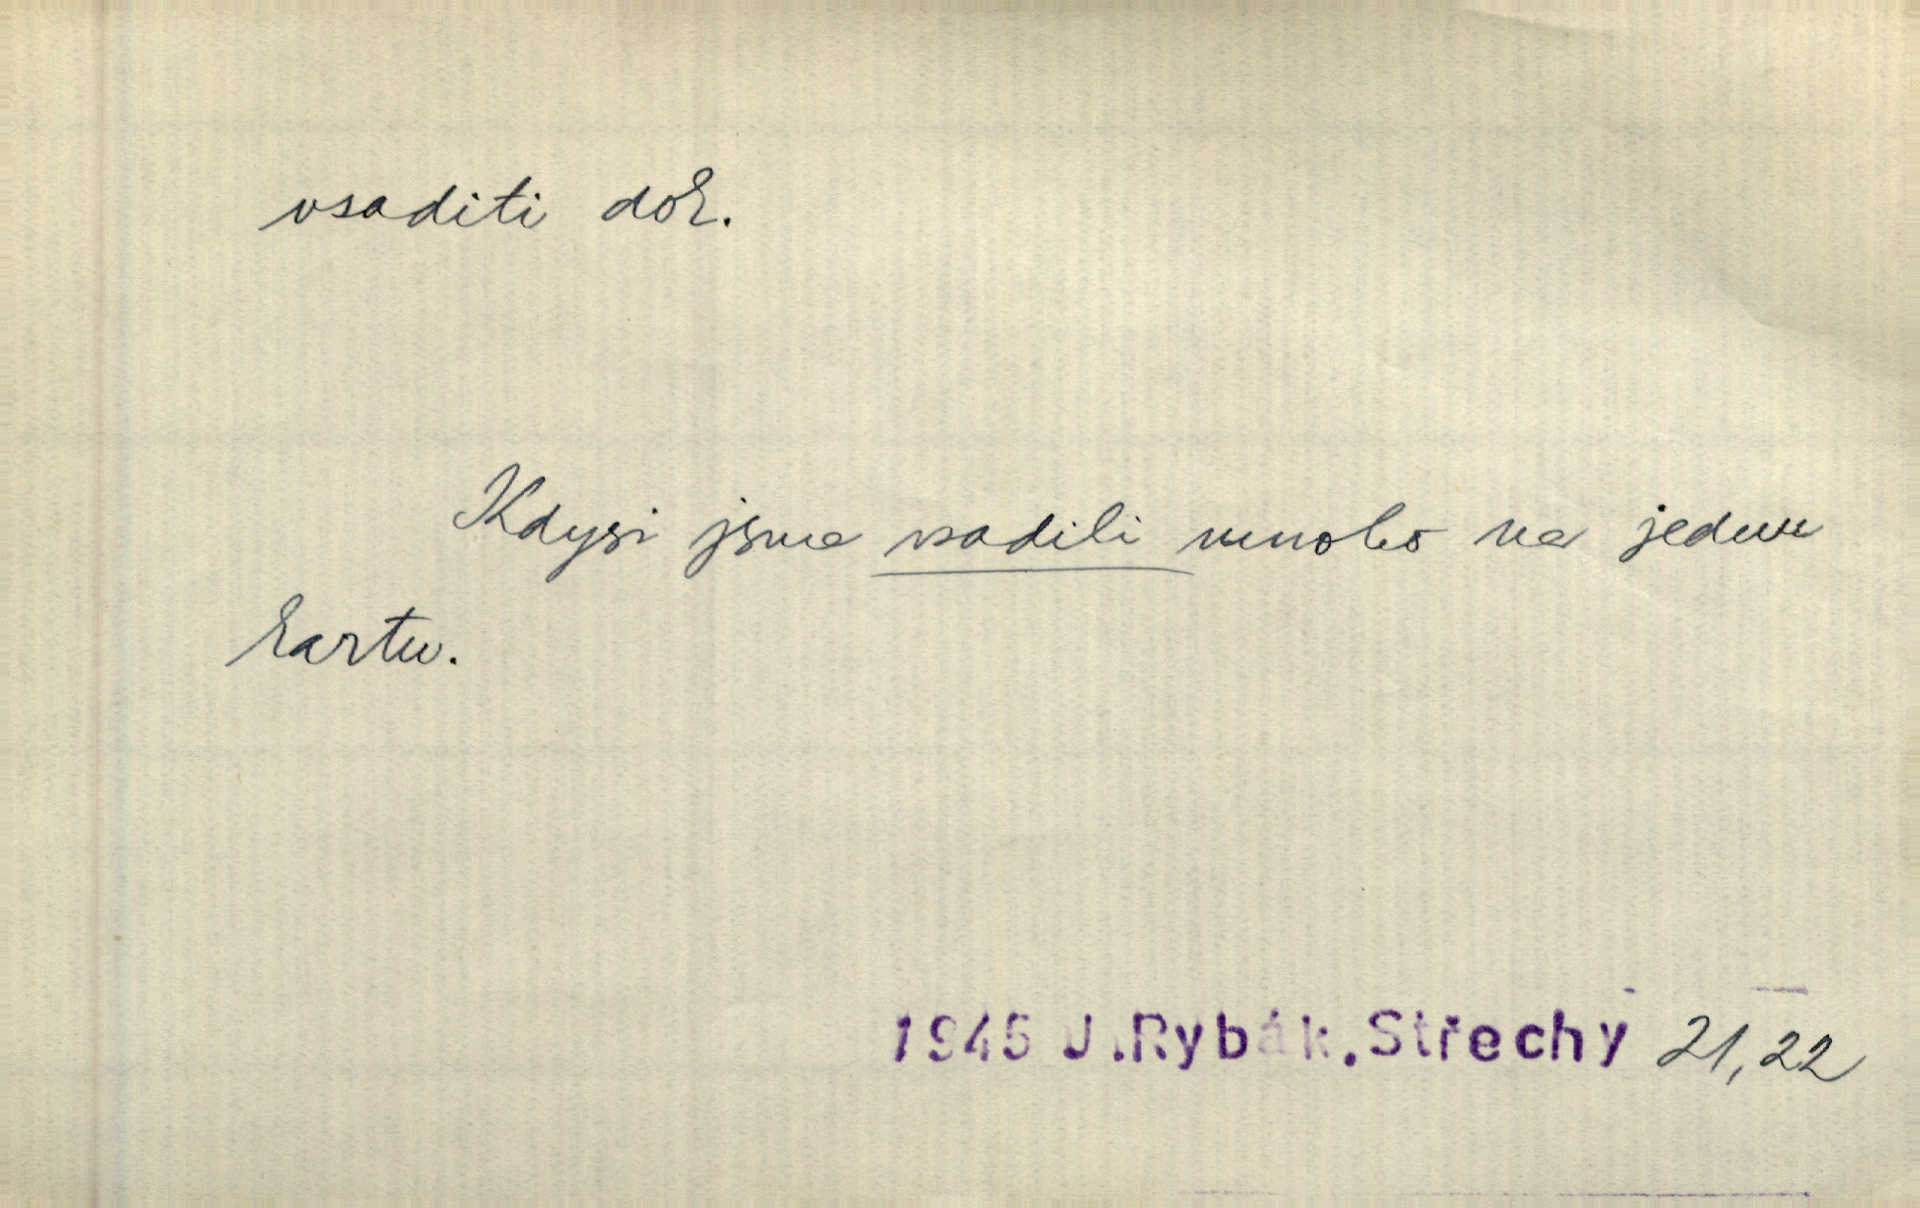 vsaditi dok.
Kdysi jsme vsadili mnoho na jednu
kartu.
1945 J.Rybák.Střechy 21,22